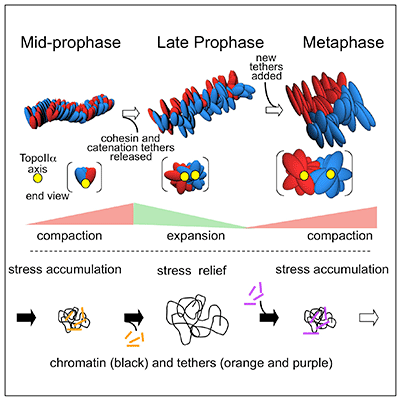 Mid-prophase
Late Prophase
Metaphase
new
tethers
added
cohesin and
catenation tethers
released
TopoIIα
axis
end view
compaction
expansion
compaction
stress accumulation
stress relief
stress accumulation
chromatin (black) and tethers (orange and purple)